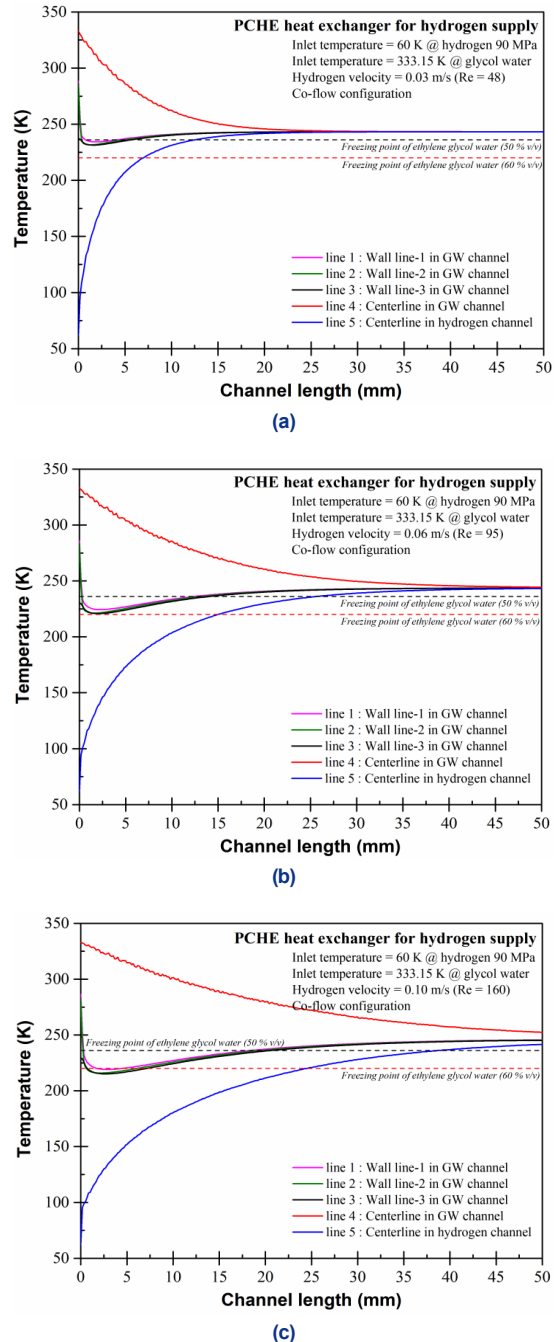 PCHE heat exchanger for hydrogen supply
Inlet temperature = 60 K @ hydrogen 90 MPa
Inlet temperature = 333.15 K @ glycol water
Hydrogen velocity = 0.03 m/s (Re = 48)
Co-flow configuration
Freezing point of ethylene glycol water (50 % v/v)
Freezing point of ethylene glycol water (60 % v/v)
line 1 : Wall line-1 in GW channel
line 2 : Wall line-2 in GW channel
line 3 : Wall line-3 in GW channel
line 4 : Centerline in GW channel
line 5 : Centerline in hydrogen channel
Temperature (K)
350
300
250
200
150
100
50
0 5 10 15 20 25 30 35 40 45 50
Channel length (mm)
(a)
PCHE heat exchanger for hydrogen supply
Inlet temperature = 60 K @ hydrogen 90 MPa
Inlet temperature = 333.15 K @ glycol water
Hydrogen velocity = 0.06 m/s (Re = 95)
Co-flow configuration
Freezing point of ethylene glycol water (50 % v/v)
Freezing point of ethylene glycol water (60 % v/v)
line 1 : Wall line-1 in GW channel
line 2 : Wall line-2 in GW channel
line 3 : Wall line-3 in GW channel
line 4 : Centerline in GW channel
line 5 : Centerline in hydrogen channel
Temperature (K)
350
300
250
200
150
100
50
0 5 10 15 20 25 30 35 40 45 50
Channel length (mm)
(b)
PCHE heat exchanger for hydrogen supply
Inlet temperature = 60 K @ hydrogen 90 MPa
Inlet temperature = 333.15 K @ glycol water
Hydrogen velocity = 0.10 m/s (Re = 160)
Co-flow configuration
Freezing point of ethylene glycol water (50 % v/v)
Freezing point of ethylene glycol water (60 % v/v)
line 1 : Wall line-1 in GW channel
line 2 : Wall line-2 in GW channel
line 3 : Wall line-3 in GW channel
line 4 : Centerline in GW channel
line 5 : Centerline in hydrogen channel
Temperature (K)
350
300
250
200
150
100
50
0 5 10 15 20 25 30 35 40 45 50
Channel length (mm)
(c)